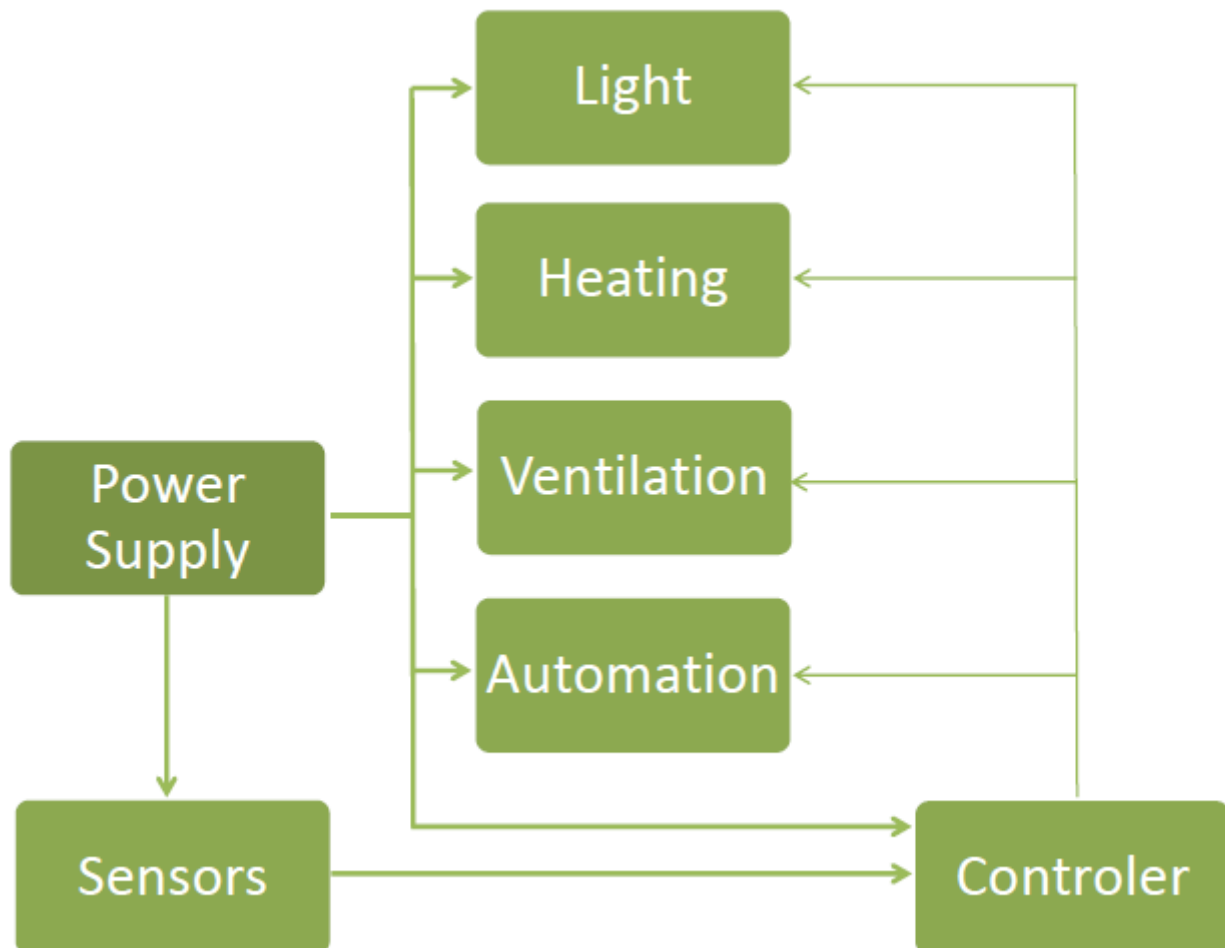 Light
Heating
Ventilation
Power
Supply
Automation
Sensors
Controler